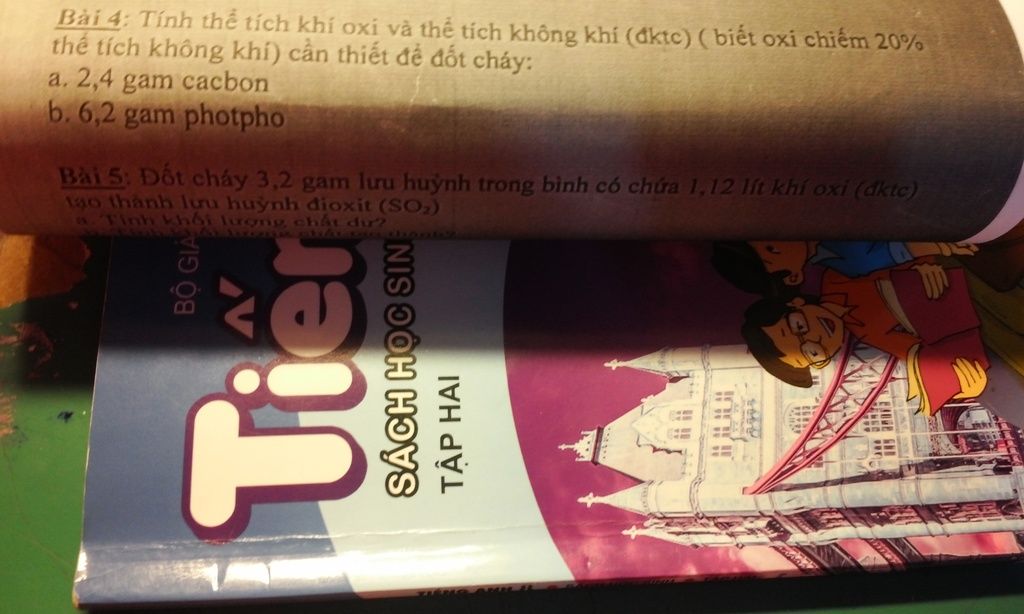 Bài 4: Tính thể tích khí oxi và thể tích không khí (đktc) ( biết oxi chiếm 20%
thể tích không khí) cần thiết để đốt cháy:
a. 2,4 gam cacbon
b. 6,2 gam photpho
Bài 5: Đốt cháy 3,2 gam lưu huỳnh trong bình có chứa 1,12 lít khí oxi (đktc)
tạo thành lưu huỳnh đioxit (SO₂)
a. Tính khối lượng chất dư?
BỘ GIÁ
Tiến
SÁCH HỌC SIN
TẬP HAI